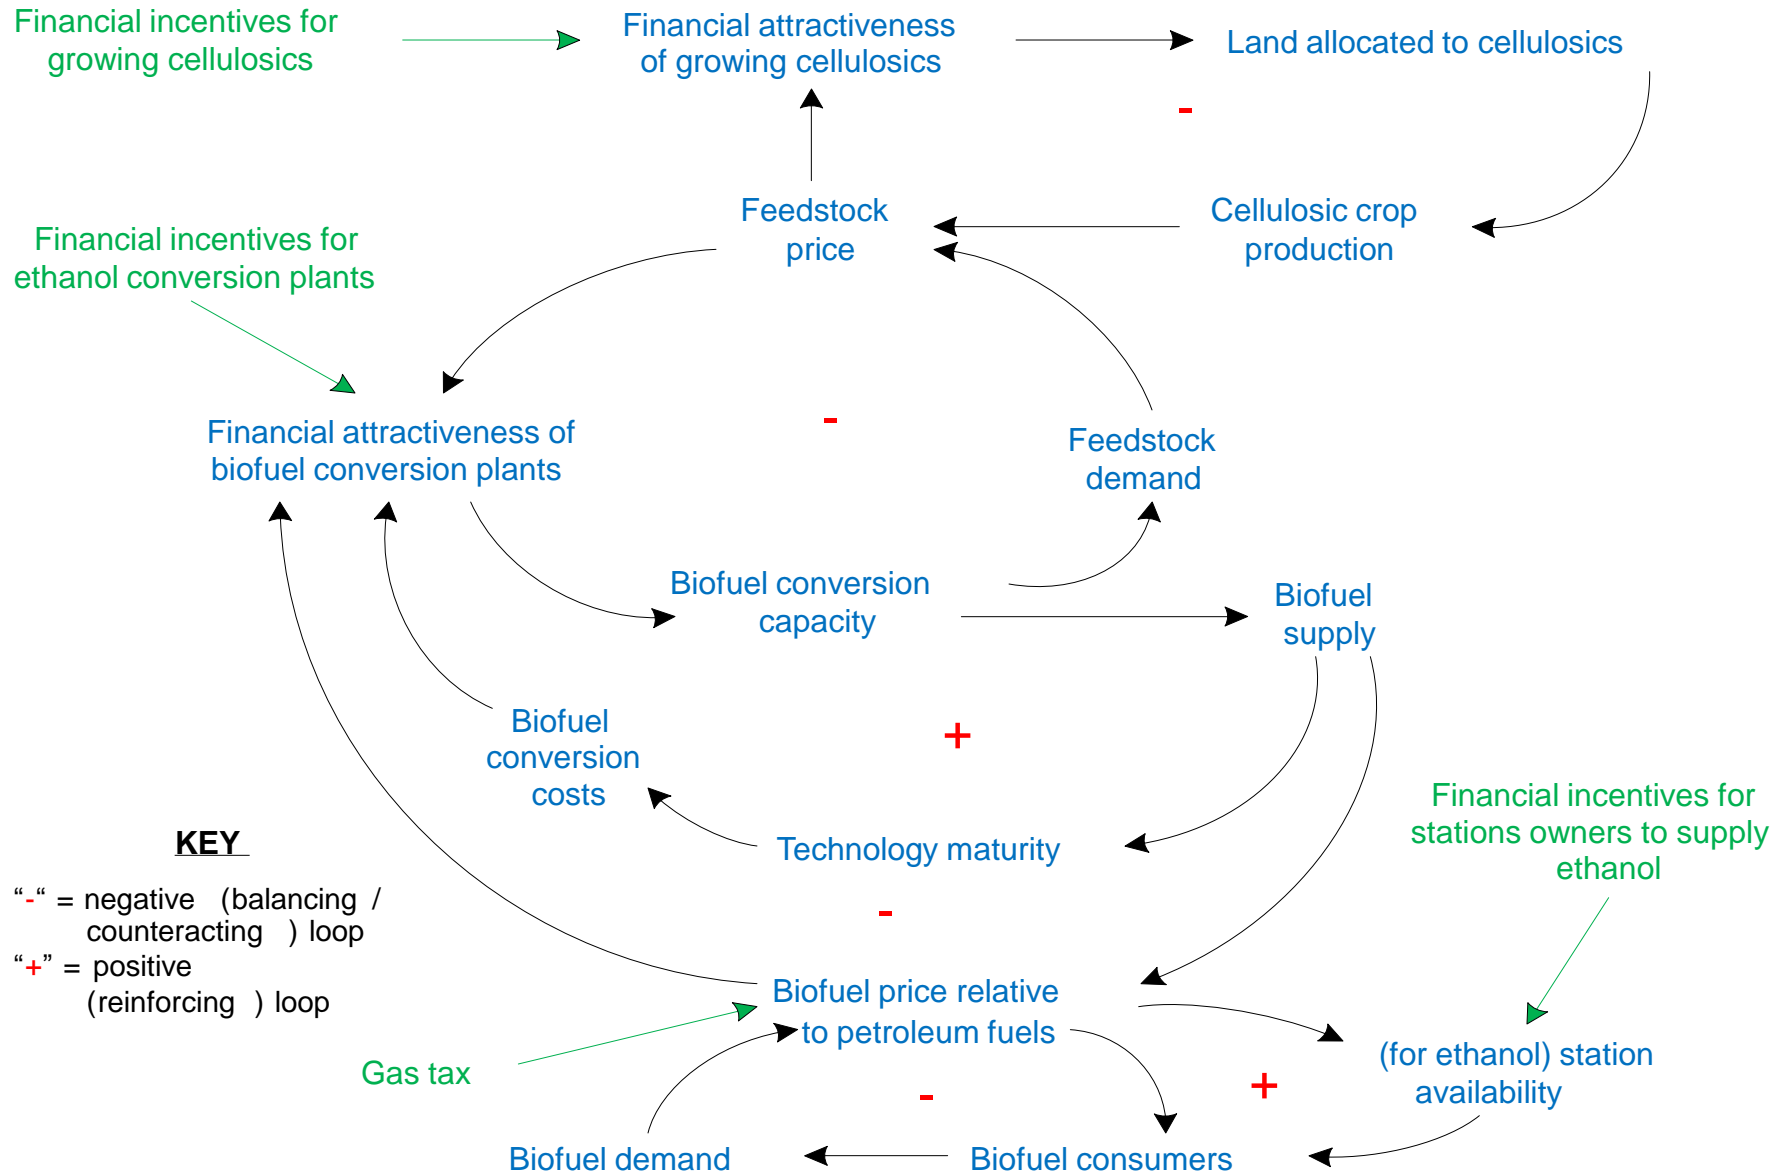 Financial incentives for
growing cellulosics
Financial attractiveness
of growing cellulosics
Land allocated to cellulosics
-
Feedstock
price
Cellulosic crop
production
Financial incentives for
ethanol conversion plants
-
Financial attractiveness of
biofuel conversion plants
Feedstock
demand
Biofuel conversion
capacity
Biofuel
supply
Biofuel
conversion
costs
+
Technology maturity
Financial incentives for
stations owners to supply
ethanol
KEY
“-“ = negative (balancing /
counteracting ) loop
“+” = positive
(reinforcing ) loop
-
Biofuel price relative
to petroleum fuels
Gas tax
(for ethanol) station
availability
-
+
Biofuel demand
Biofuel consumers